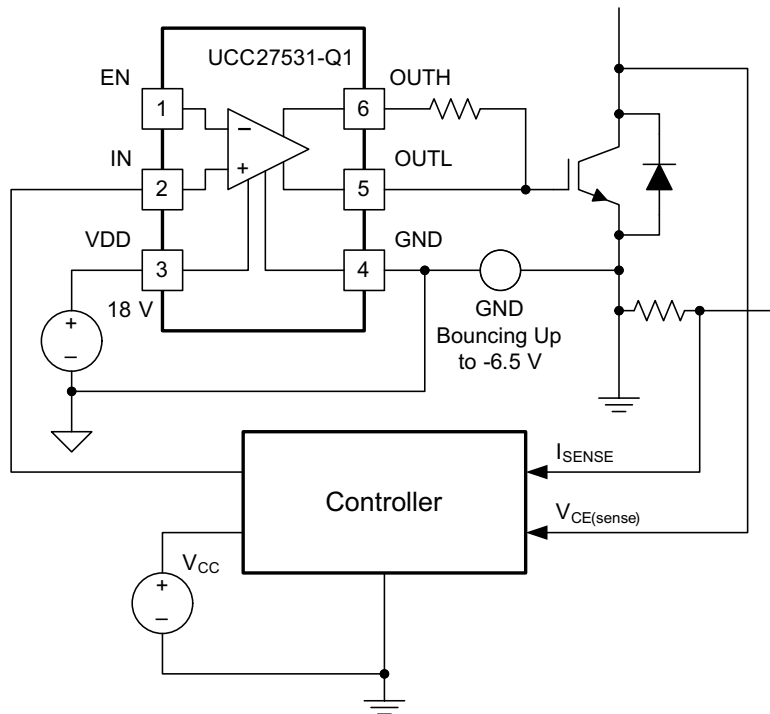 UCC27531-Q1
EN
OUTH
1
6
−
IN
+
OUTL
2
5
VDD
GND
3
4
18 V
+
−
GND
Bouncing Up
to -6.5 V
Controller
ISENSE
VCE(sense)
VCC
+
−